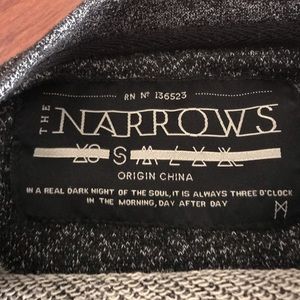 RN Nº 136523
THE NARROWS
XS S M L X XL
ORIGIN CHINA
IN A REAL DARK NIGHT OF THE SOUL, IT IS ALWAYS THREE O'CLOCK
IN THE MORNING, DAY AFTER DAY